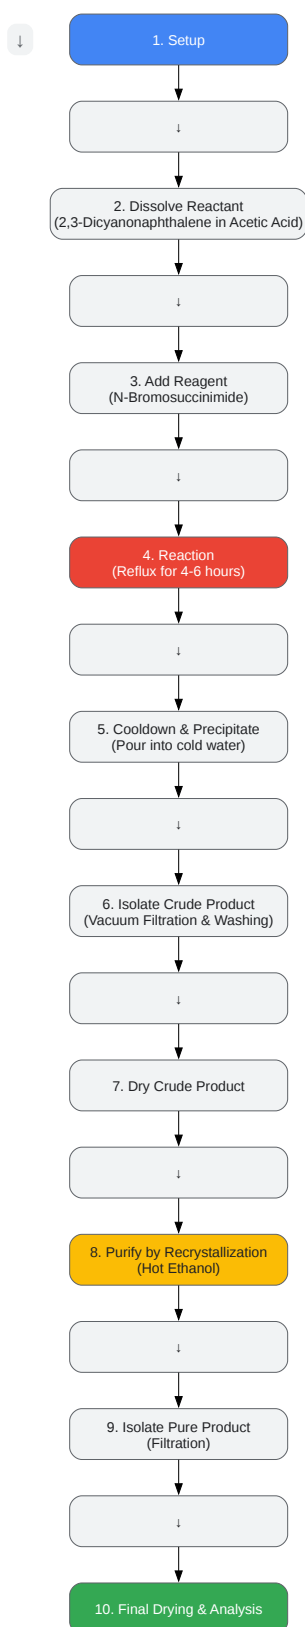 ↓
1. Setup
↓
2. Dissolve Reactant
(2,3-Dicyanonaphthalene in Acetic Acid)
↓
3. Add Reagent
(N-Bromosuccinimide)
↓
4. Reaction
(Reflux for 4-6 hours)
↓
5. Cooldown & Precipitate
(Pour into cold water)
↓
6. Isolate Crude Product
(Vacuum Filtration & Washing)
↓
7. Dry Crude Product
↓
8. Purify by Recrystallization
(Hot Ethanol)
↓
9. Isolate Pure Product
(Filtration)
↓
10. Final Drying & Analysis